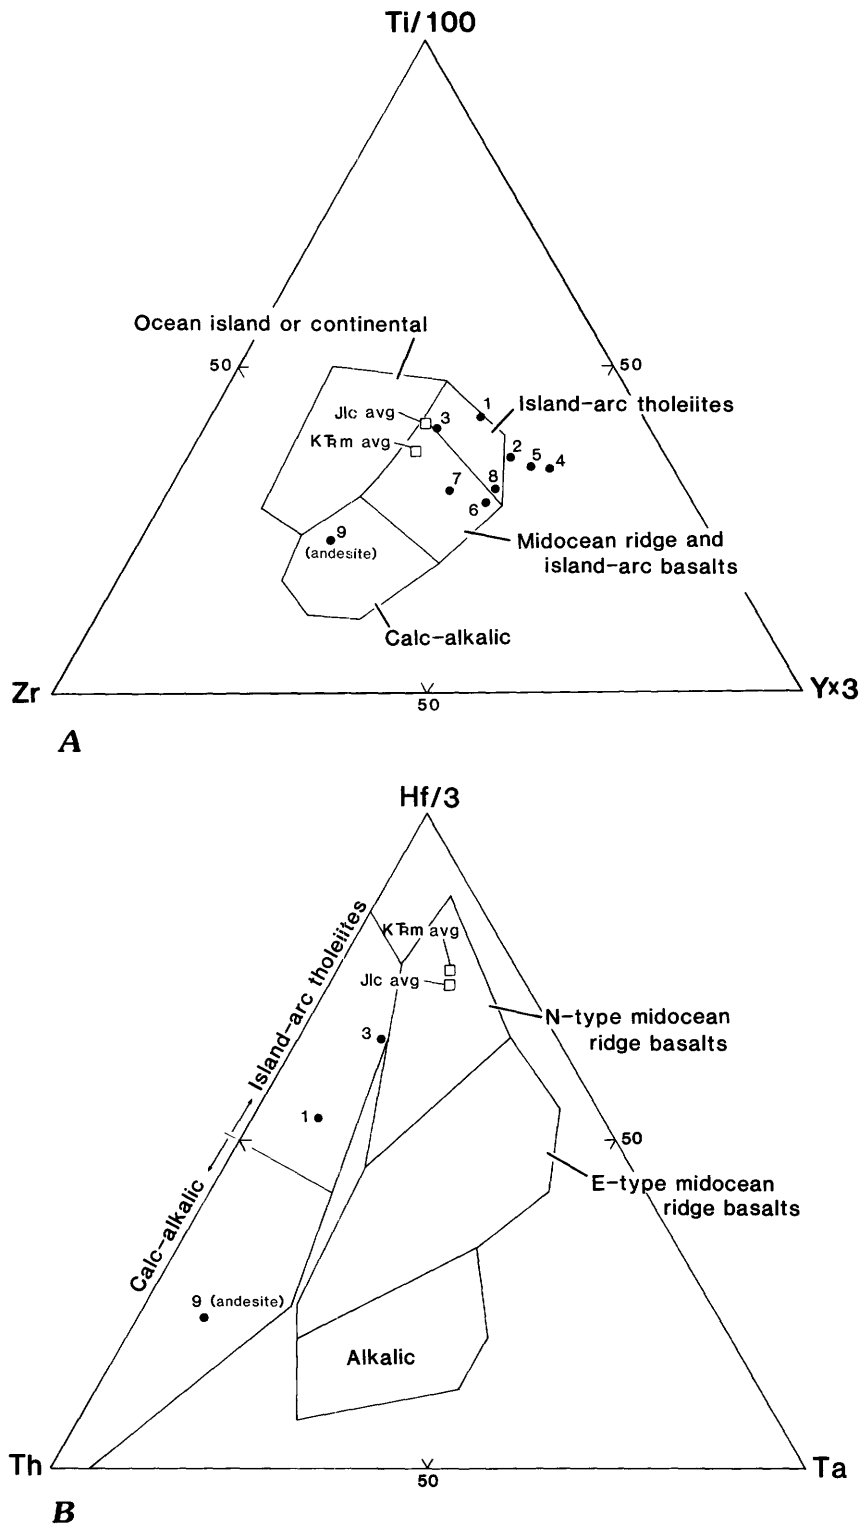 Ti/100
Ocean island or continental
50
50
Jlc avg
3
1
Island-arc tholeiites
KTRm avg
2
5
4
7
8
6
9
(andesite)
Midocean ridge and
island-arc basalts
Calc-alkalic
Zr
50
Y×3
A
Hf/3
Island-arc tholeiites
KTRm avg
Jlc avg
N-type midocean
ridge basalts
3
1
50
E-type midocean
ridge basalts
Calc-alkalic
9 (andesite)
Alkalic
Th
50
Ta
B